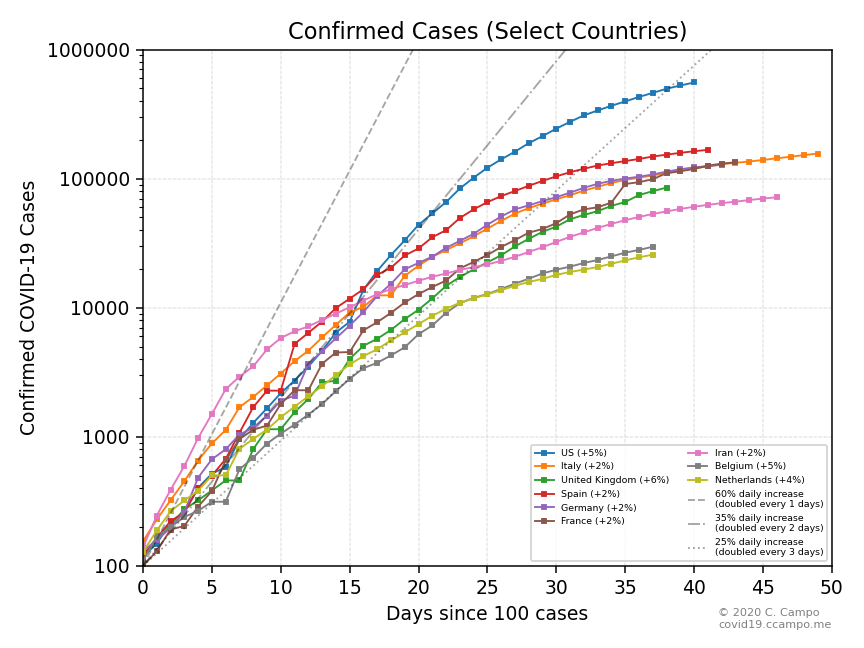 Confirmed Cases (Select Countries)
1000000
100000
10000
1000
100
Confirmed COVID-19 Cases
US (+5%)
Italy (+2%)
United Kingdom (+6%)
Spain (+2%)
Germany (+2%)
France (+2%)
Iran (+2%)
Belgium (+5%)
Netherlands (+4%)
60% daily increase
(doubled every 1 days)
35% daily increase
(doubled every 2 days)
25% daily increase
(doubled every 3 days)
0 5 10 15 20 25 30 35 40 45 50
Days since 100 cases
© 2020 C. Campo
covid19.ccampo.me